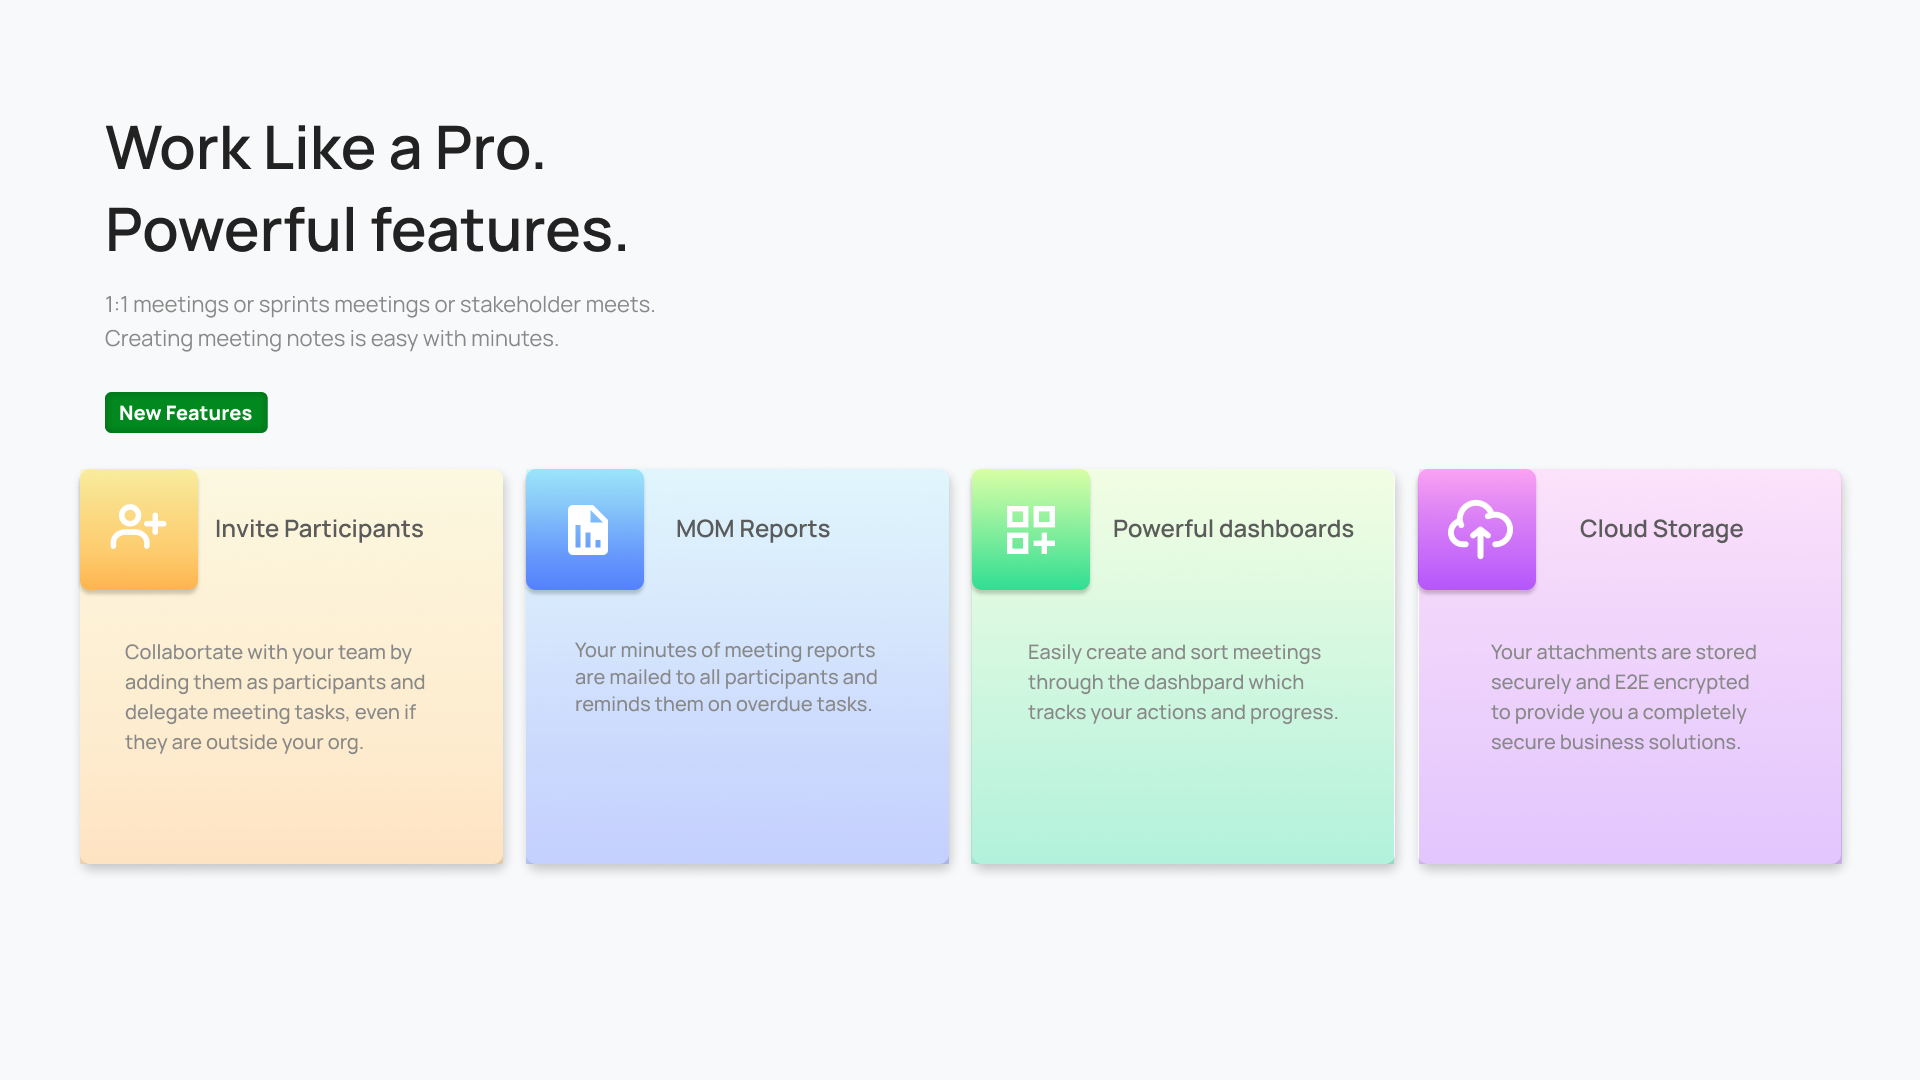 Work Like a Pro.
Powerful features.
1:1 meetings or sprints meetings or stakeholder meets.
Creating meeting notes is easy with minutes.
New Features
Invite Participants
Collabortate with your team by
adding them as participants and
delegate meeting tasks, even if
they are outside your org.
MOM Reports
Your minutes of meeting reports
are mailed to all participants and
reminds them on overdue tasks.
Powerful dashboards
Easily create and sort meetings
through the dashbpard which
tracks your actions and progress.
Cloud Storage
Your attachments are stored
securely and E2E encrypted
to provide you a completely
secure business solutions.